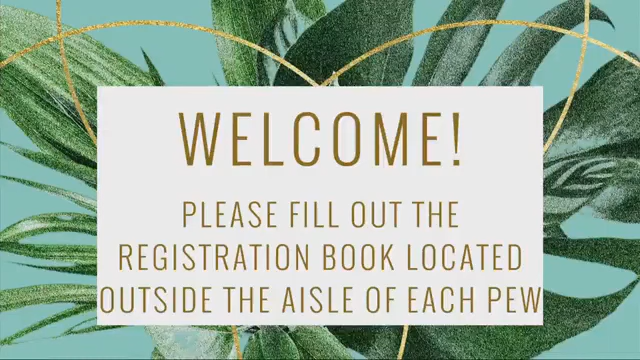 WELCOME!
PLEASE FILL OUT THE
REGISTRATION BOOK LOCATED
OUTSIDE THE AISLE OF EACH PEW